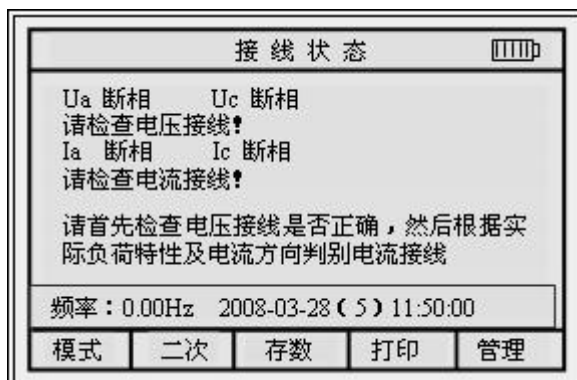 接线状态
Ua 断相 Uc 断相
请检查电压接线！
Ia 断相 Ic 断相
请检查电流接线！
请首先检查电压接线是否正确，然后根据实
际负荷特性及电流方向判别电流接线
频率：0.00Hz 2008-03-28（5）11:50:00
模式 二次 存数 打印 管理